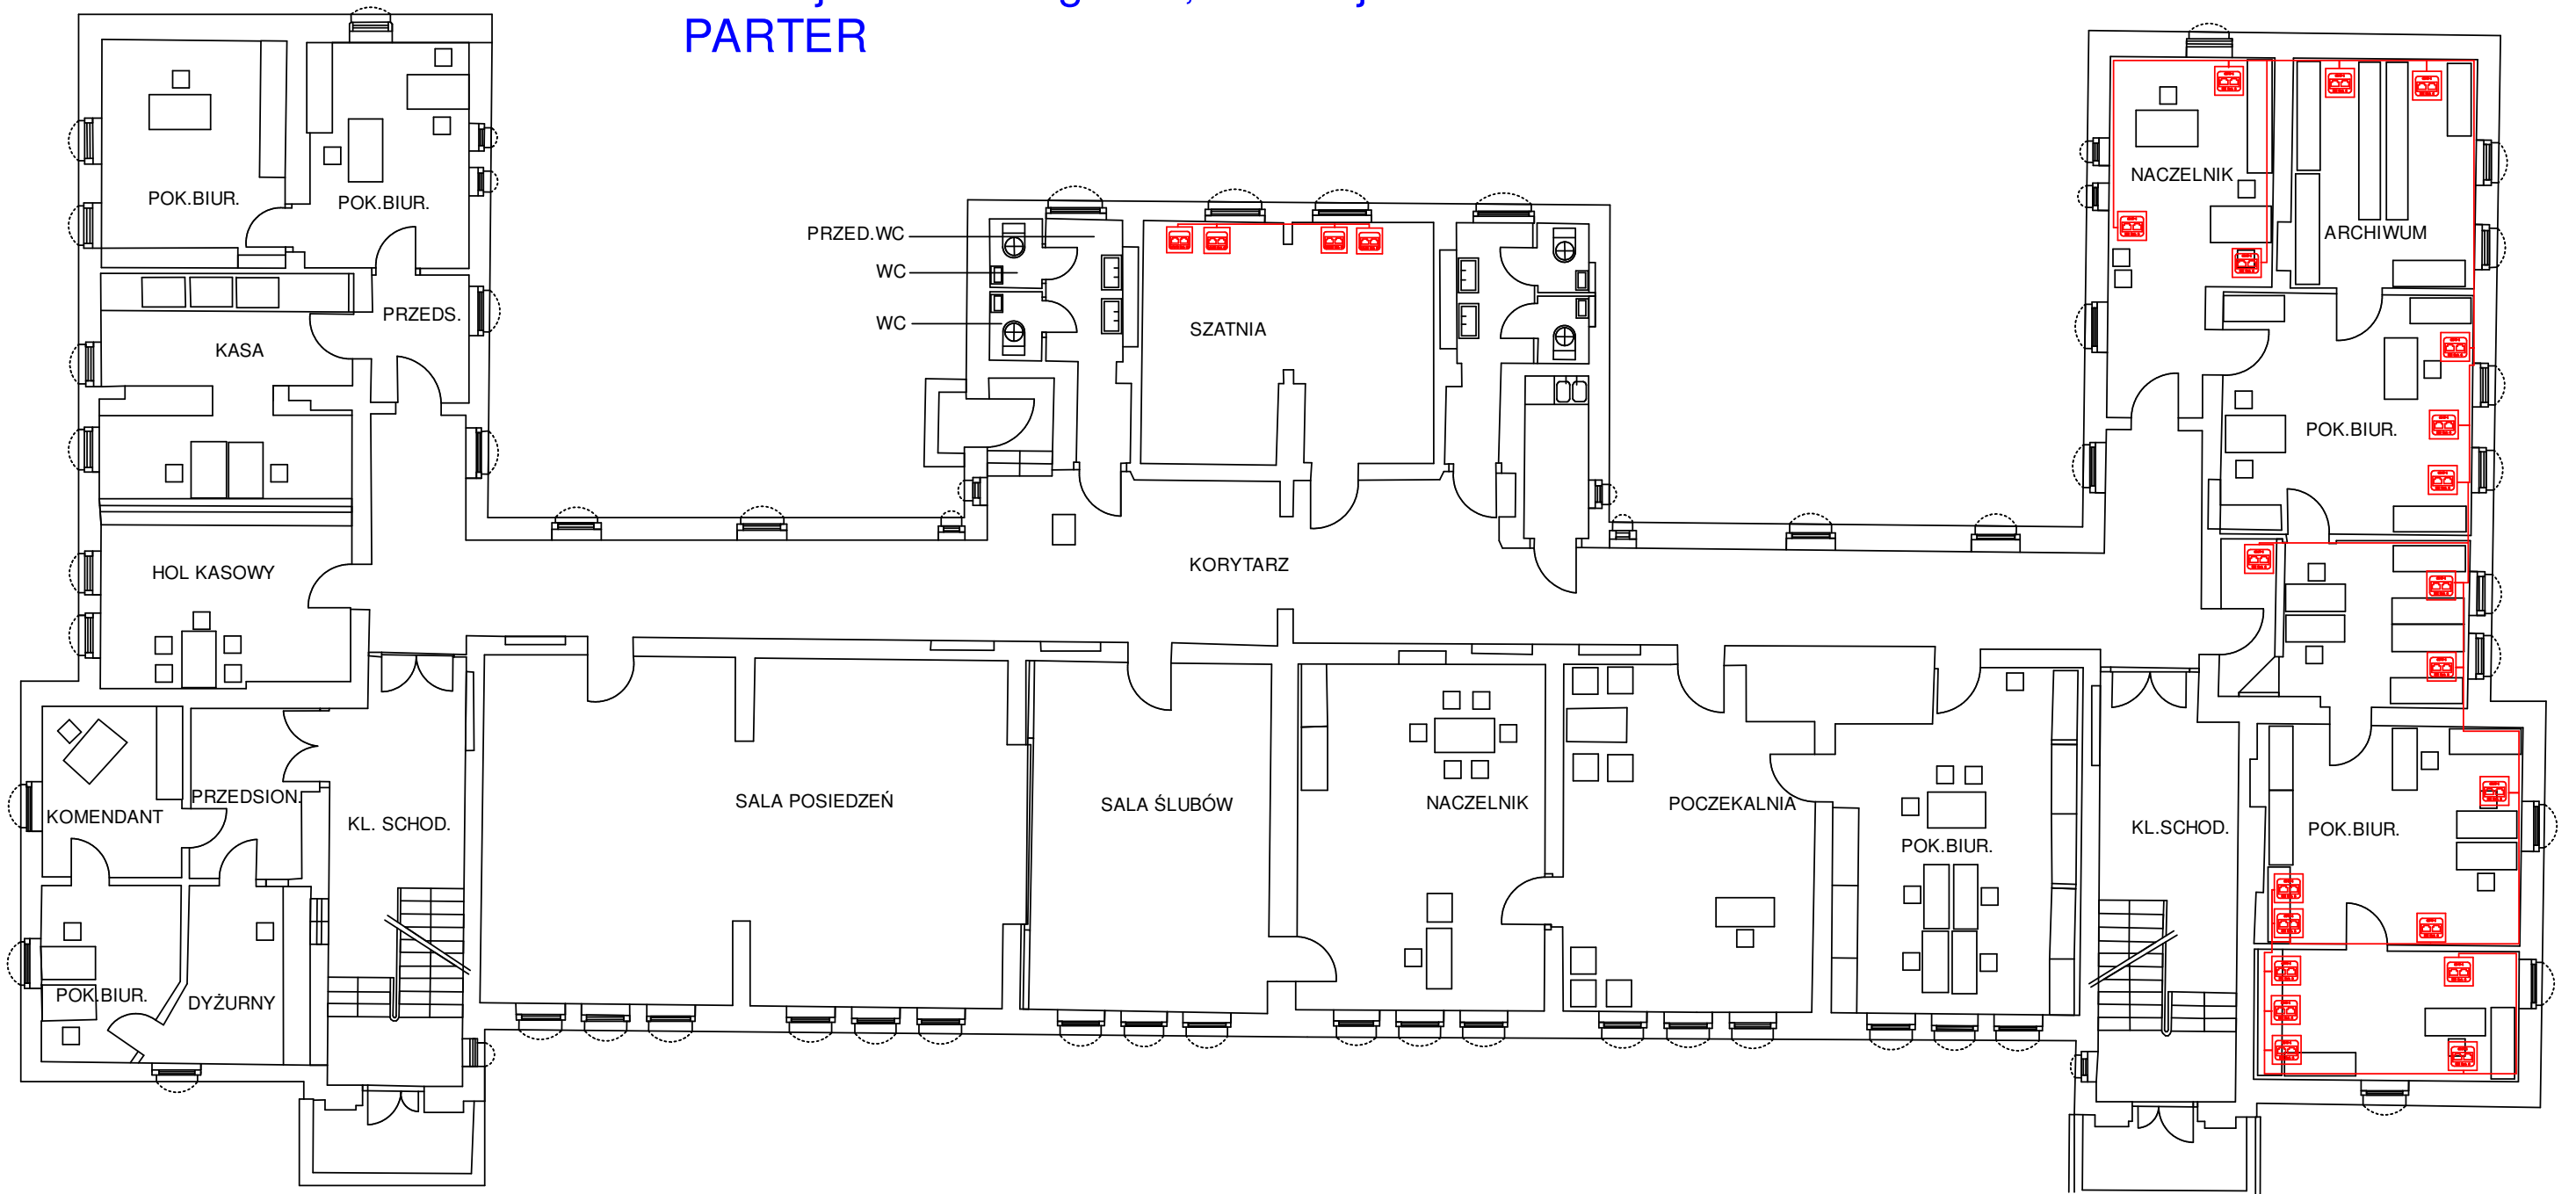 PARTER
POK.BIUR.
POK.BIUR.
PRZEDS.
KASA
HOL KASOWY
KOMENDANT
PRZEDSION.
KL. SCHOD.
POK.BIUR.
DYŻURNY
PRZED.WC
WC
WC
SZATNIA
KORYTARZ
SALA POSIEDZEŃ
SALA ŚLUBÓW
NACZELNIK
POCZEKALNIA
POK.BIUR.
NACZELNIK
ARCHIWUM
POK.BIUR.
KL.SCHOD.
POK.BIUR.